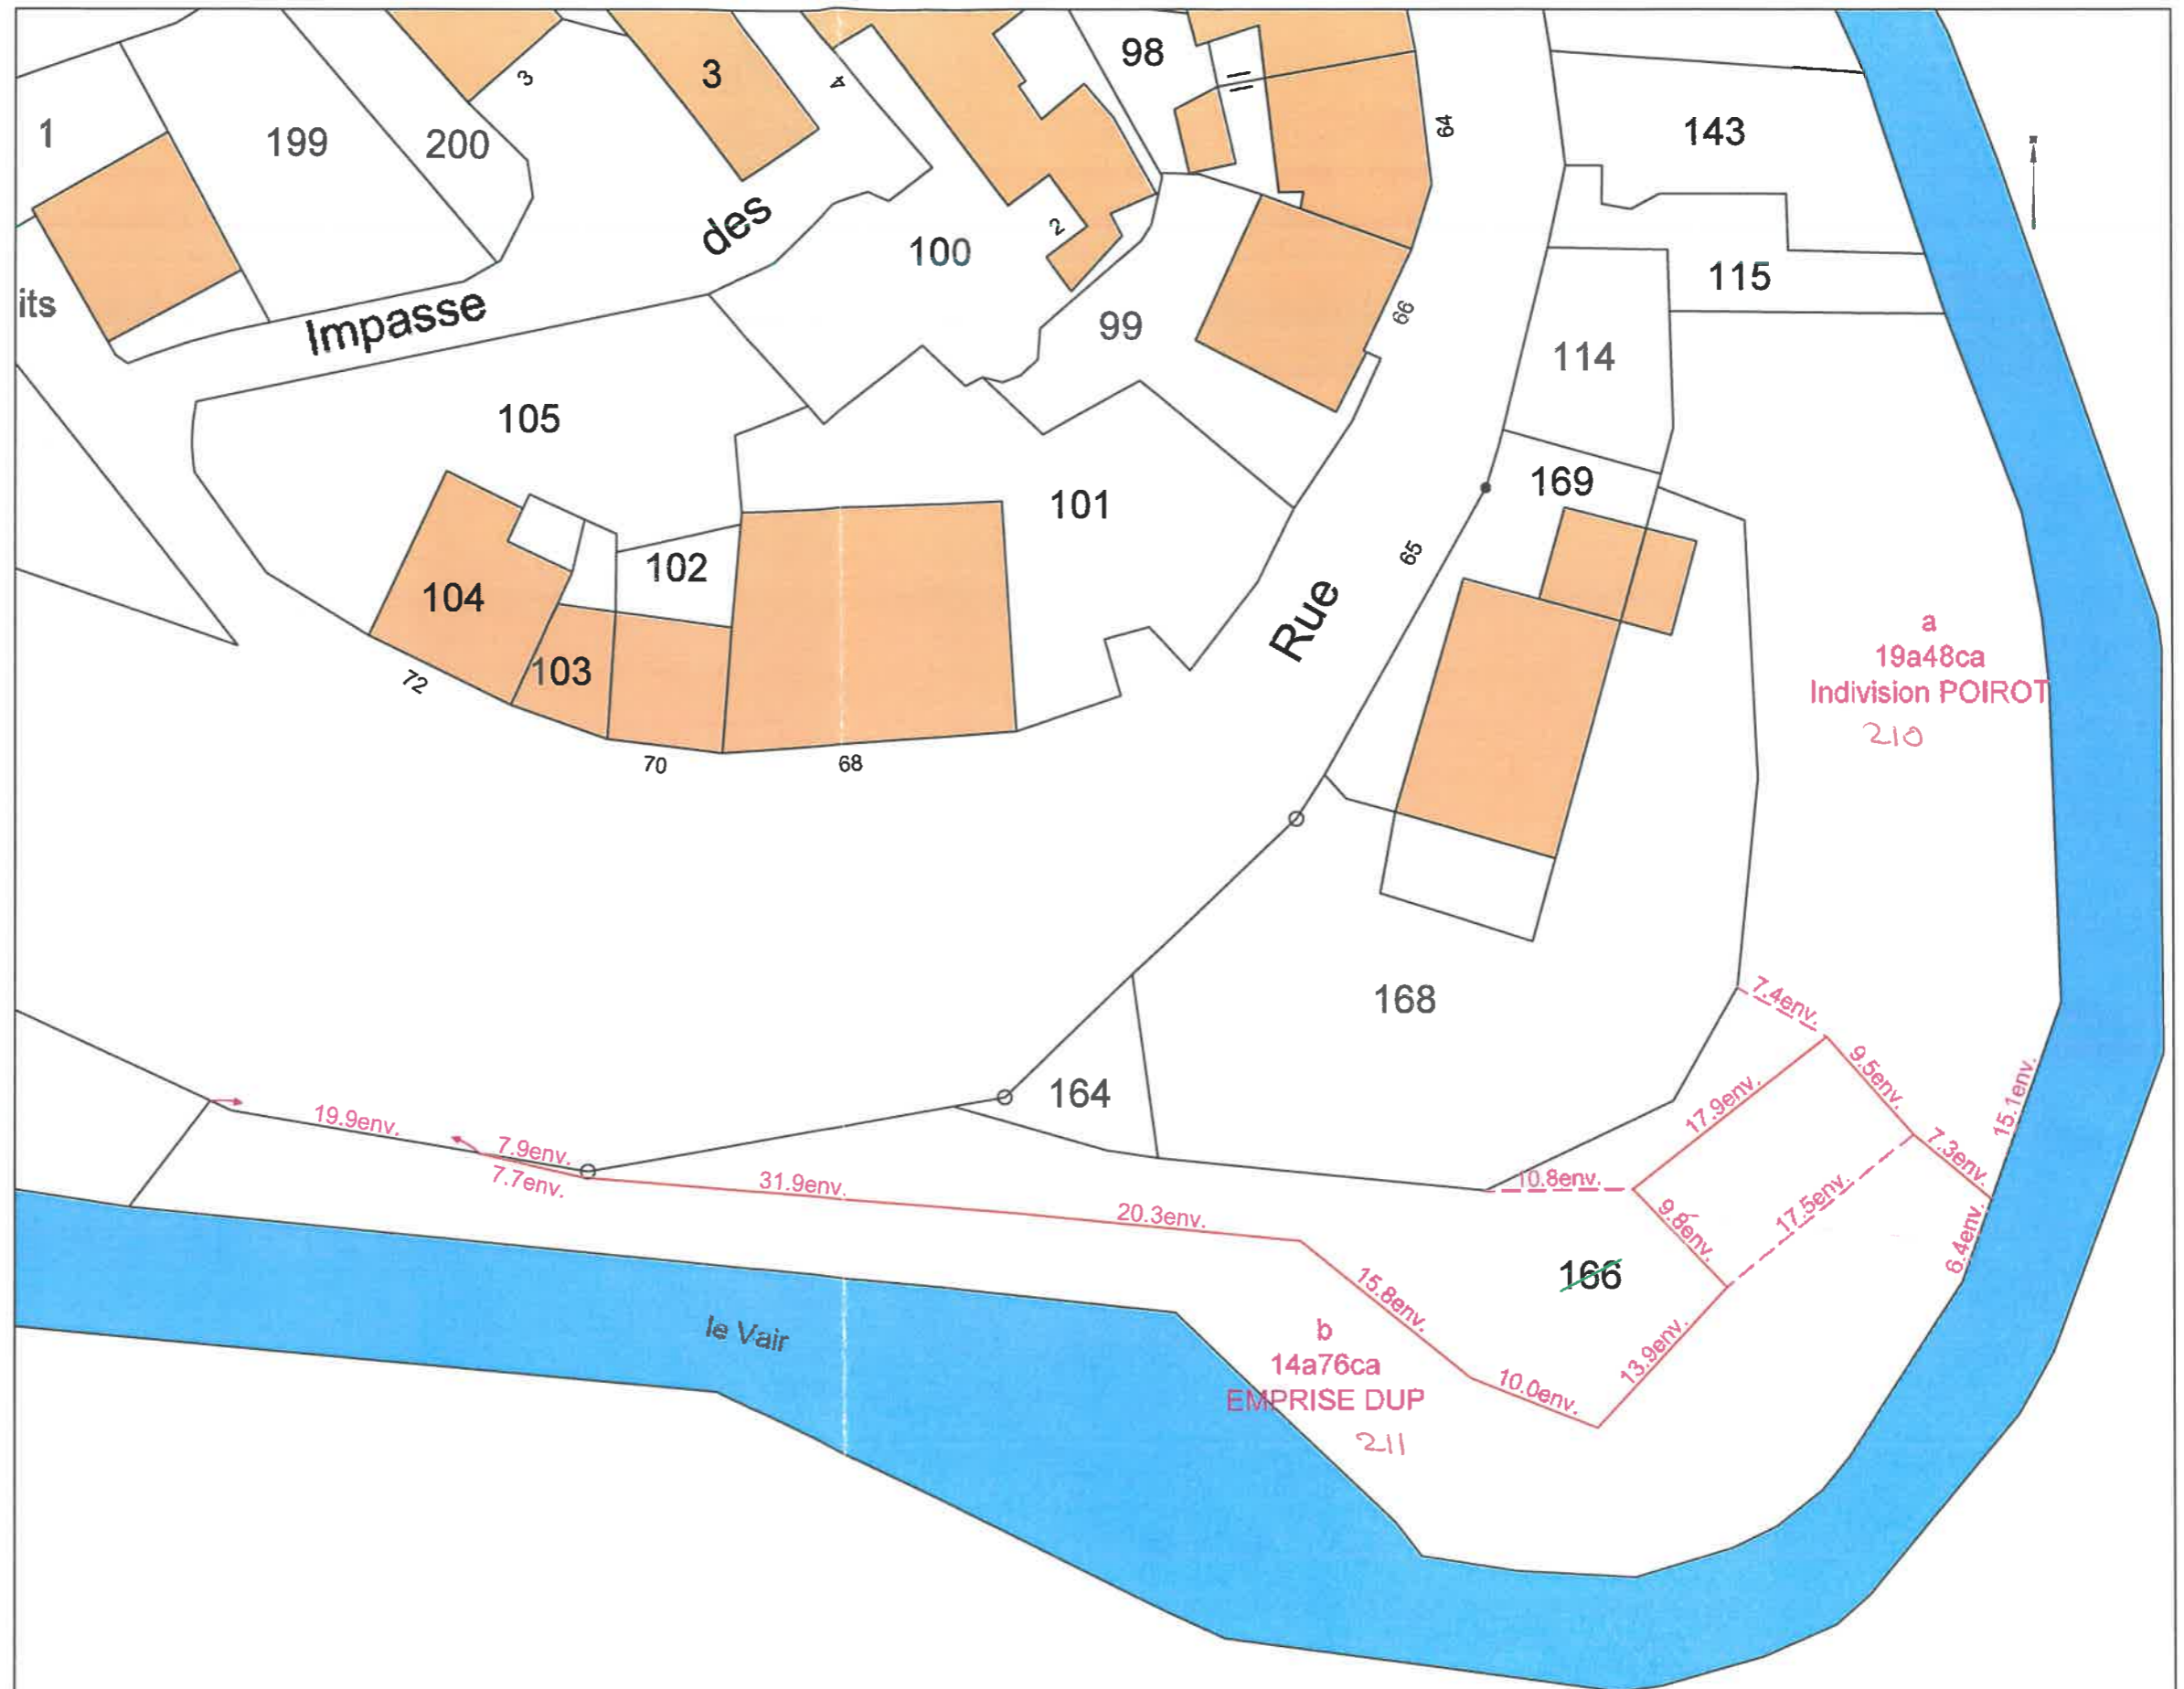 98
3
3
4
64
143
1
199
200
des
100
2
115
its
Impasse
99
66
114
105
101
169
102
65
104
Rue
a
19a48ca
Indivision POIROT
210
103
72
70
68
168
7.4env.
9.5env.
15.1env.
164
17.9env.
19.9env.
7.9env.
7.7env.
31.9env.
20.3env.
10.8env.
7.3env.
9.8env.
17.5env.
6.4env.
166
15.8env.
le Vair
b
14a76ca
EMPRISE DUP
211
10.0env.
13.9env.